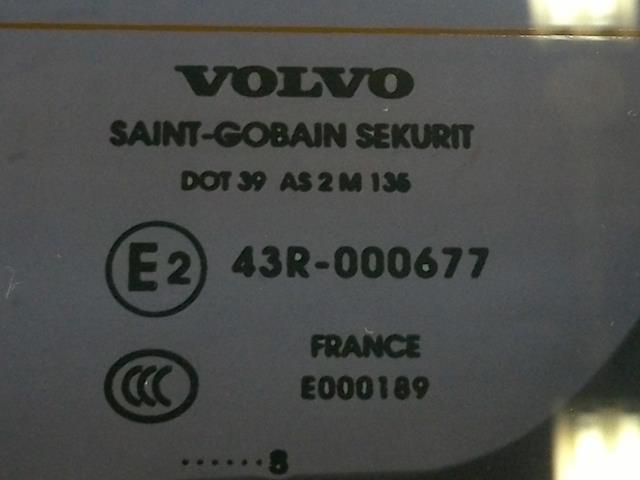 VOLVO
SAINT-GOBAIN SEKURIT
DOT 39 AS 2 M 136
E2 43R-000677
FRANCE
CCC E000189
......8